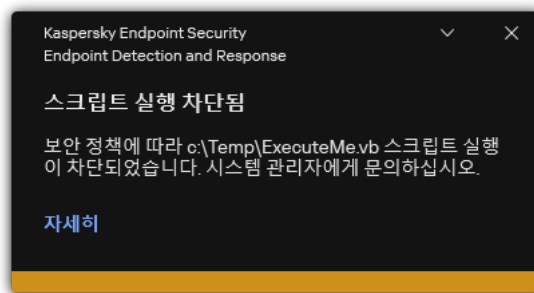 Kaspersky Endpoint Security
Endpoint Detection and Response
스크립트 실행 차단됨
보안 정책에 따라 c:\Temp\ExecuteMe.vb 스크립트 실행
이 차단되었습니다. 시스템 관리자에게 문의하십시오.
자세히